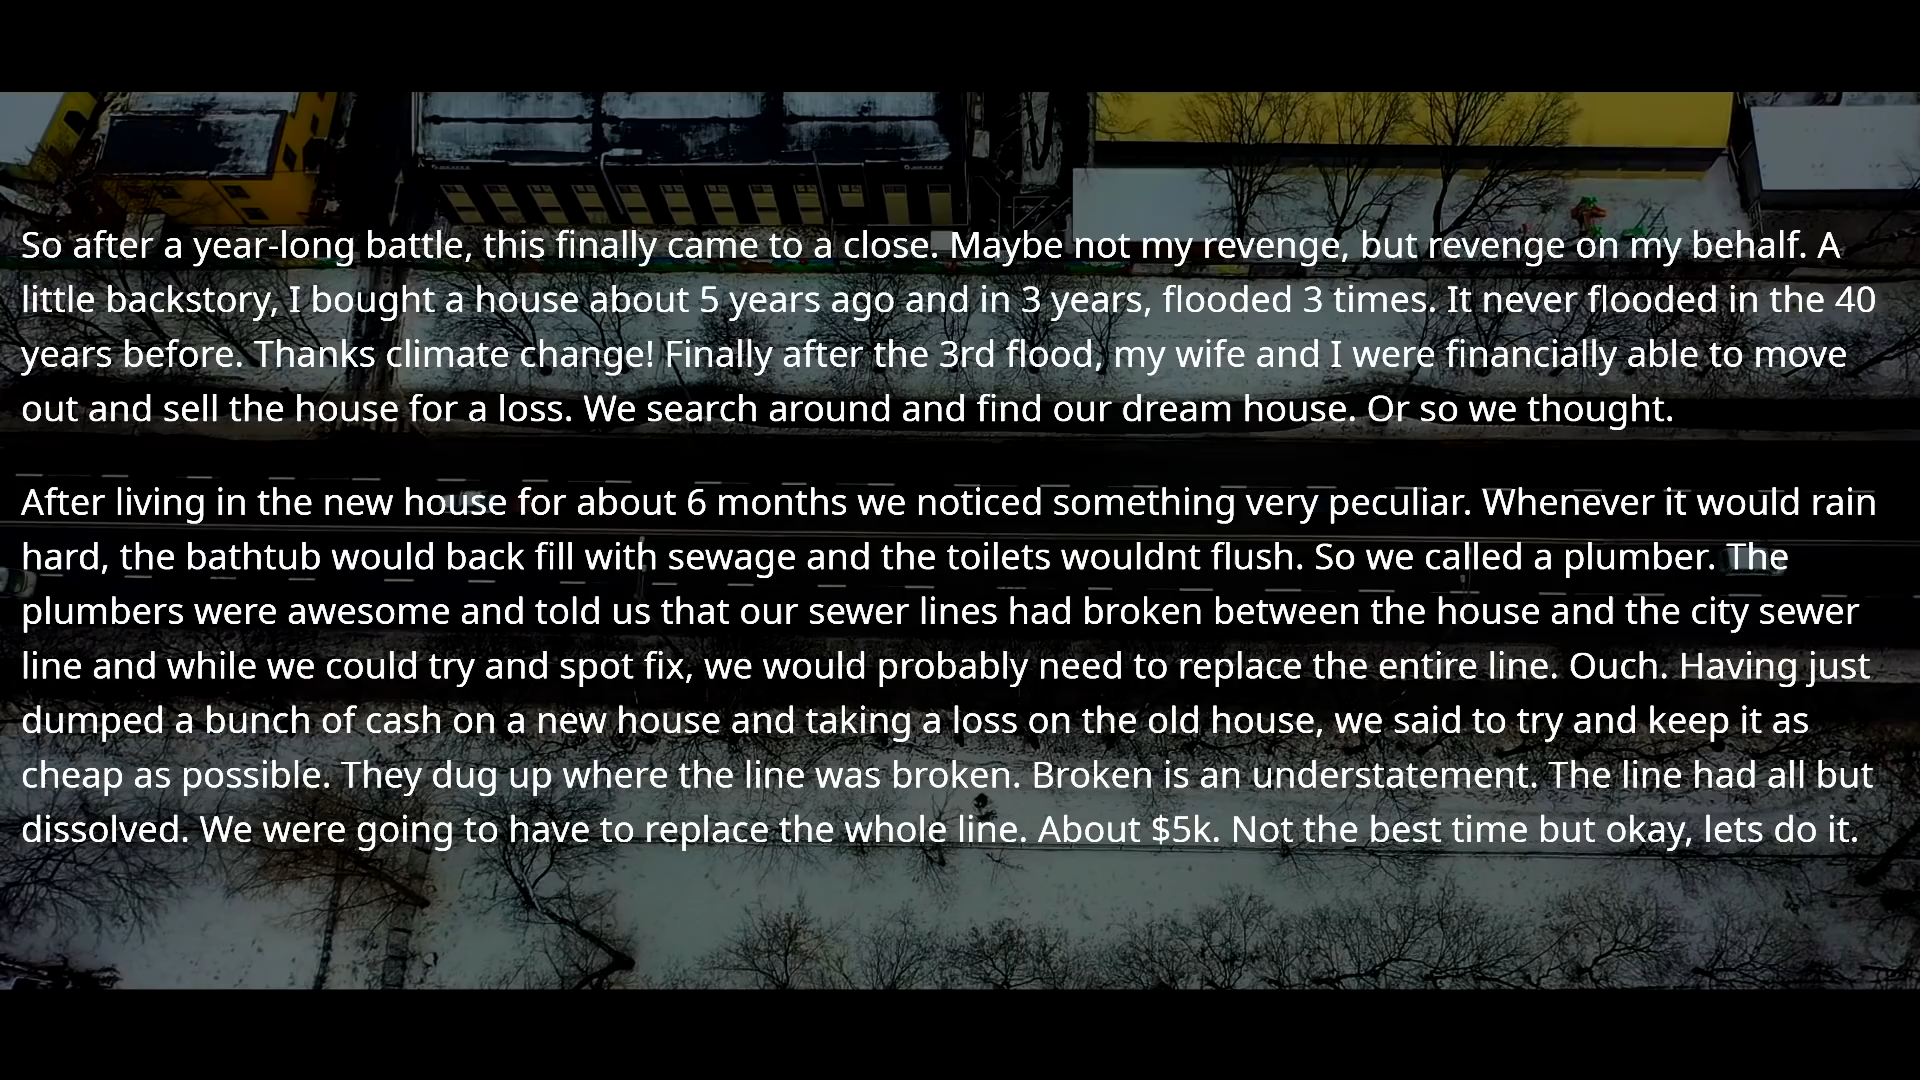 So after a year-long battle, this finally came to a close. Maybe not my revenge, but revenge on my behalf. A
little backstory, I bought a house about 5 years ago and in 3 years, flooded 3 times. It never flooded in the 40
years before. Thanks climate change! Finally after the 3rd flood, my wife and I were financially able to move
out and sell the house for a loss. We search around and find our dream house. Or so we thought.
After living in the new house for about 6 months we noticed something very peculiar. Whenever it would rain
hard, the bathtub would back fill with sewage and the toilets wouldnt flush. So we called a plumber. The
plumbers were awesome and told us that our sewer lines had broken between the house and the city sewer
line and while we could try and spot fix, we would probably need to replace the entire line. Ouch. Having just
dumped a bunch of cash on a new house and taking a loss on the old house, we said to try and keep it as
cheap as possible. They dug up where the line was broken. Broken is an understatement. The line had all but
dissolved. We were going to have to replace the whole line. About $5k. Not the best time but okay, lets do it.